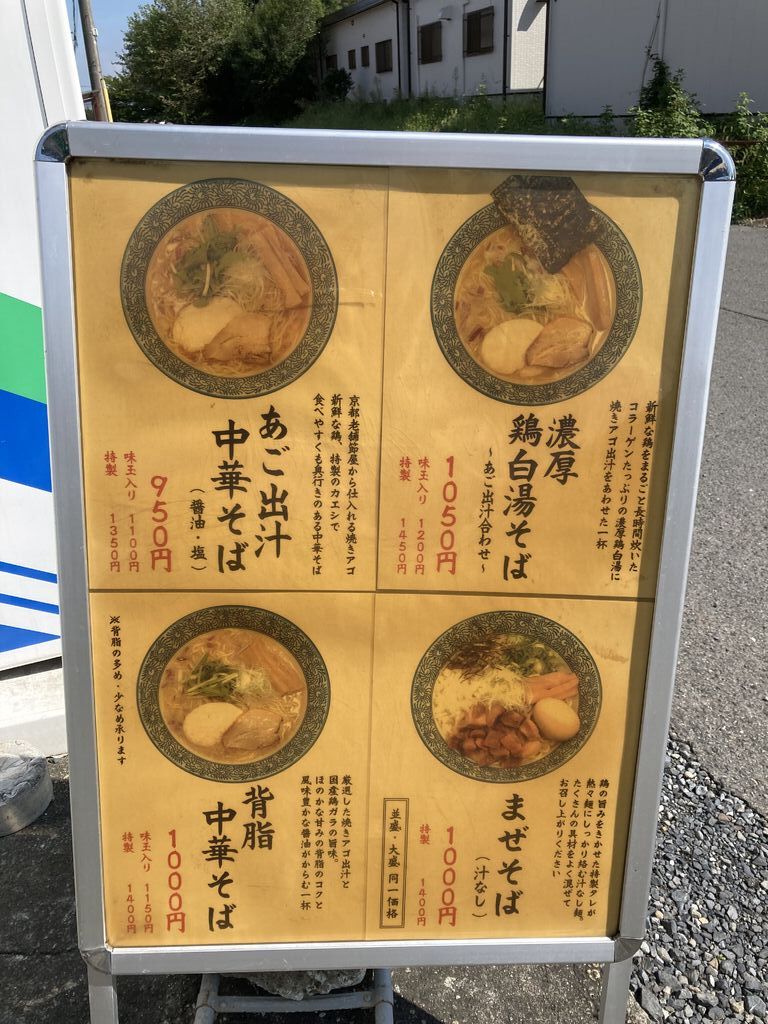 京都老舗節屋から仕入れる焼きアゴ
新鮮な鶏、特製のカエシで
食べやすくも奥行きのある中華そば
あご出汁
中華そば
(醤油・塩)
950円
味玉入り 1100円
特製 1350円
新鮮な鶏をまるごと長時間炊いた
コラーゲンたっぷりの濃厚鶏白湯に
焼きアゴ出汁をあわせた一杯
濃厚
鶏白湯そば
~あご出汁合わせ~
1050円
味玉入り 1200円
特製 1450円
厳選した焼きアゴ出汁と
国産鶏ガラの旨味。
ほのかな甘みの背脂のコクと
風味豊かな醤油がからむ一杯
背脂
中華そば
1000円
味玉入り 1150円
特製 1400円
※背脂の多め・少なめ承ります
鶏の旨みをきかせた特製タレが
熱々麺にしっかり絡む汁なし麺。
たくさんの具材をよく混ぜて
お召し上がりください
まぜそば
(汁なし)
1000円
特製 1400円
並盛・大盛 同一価格